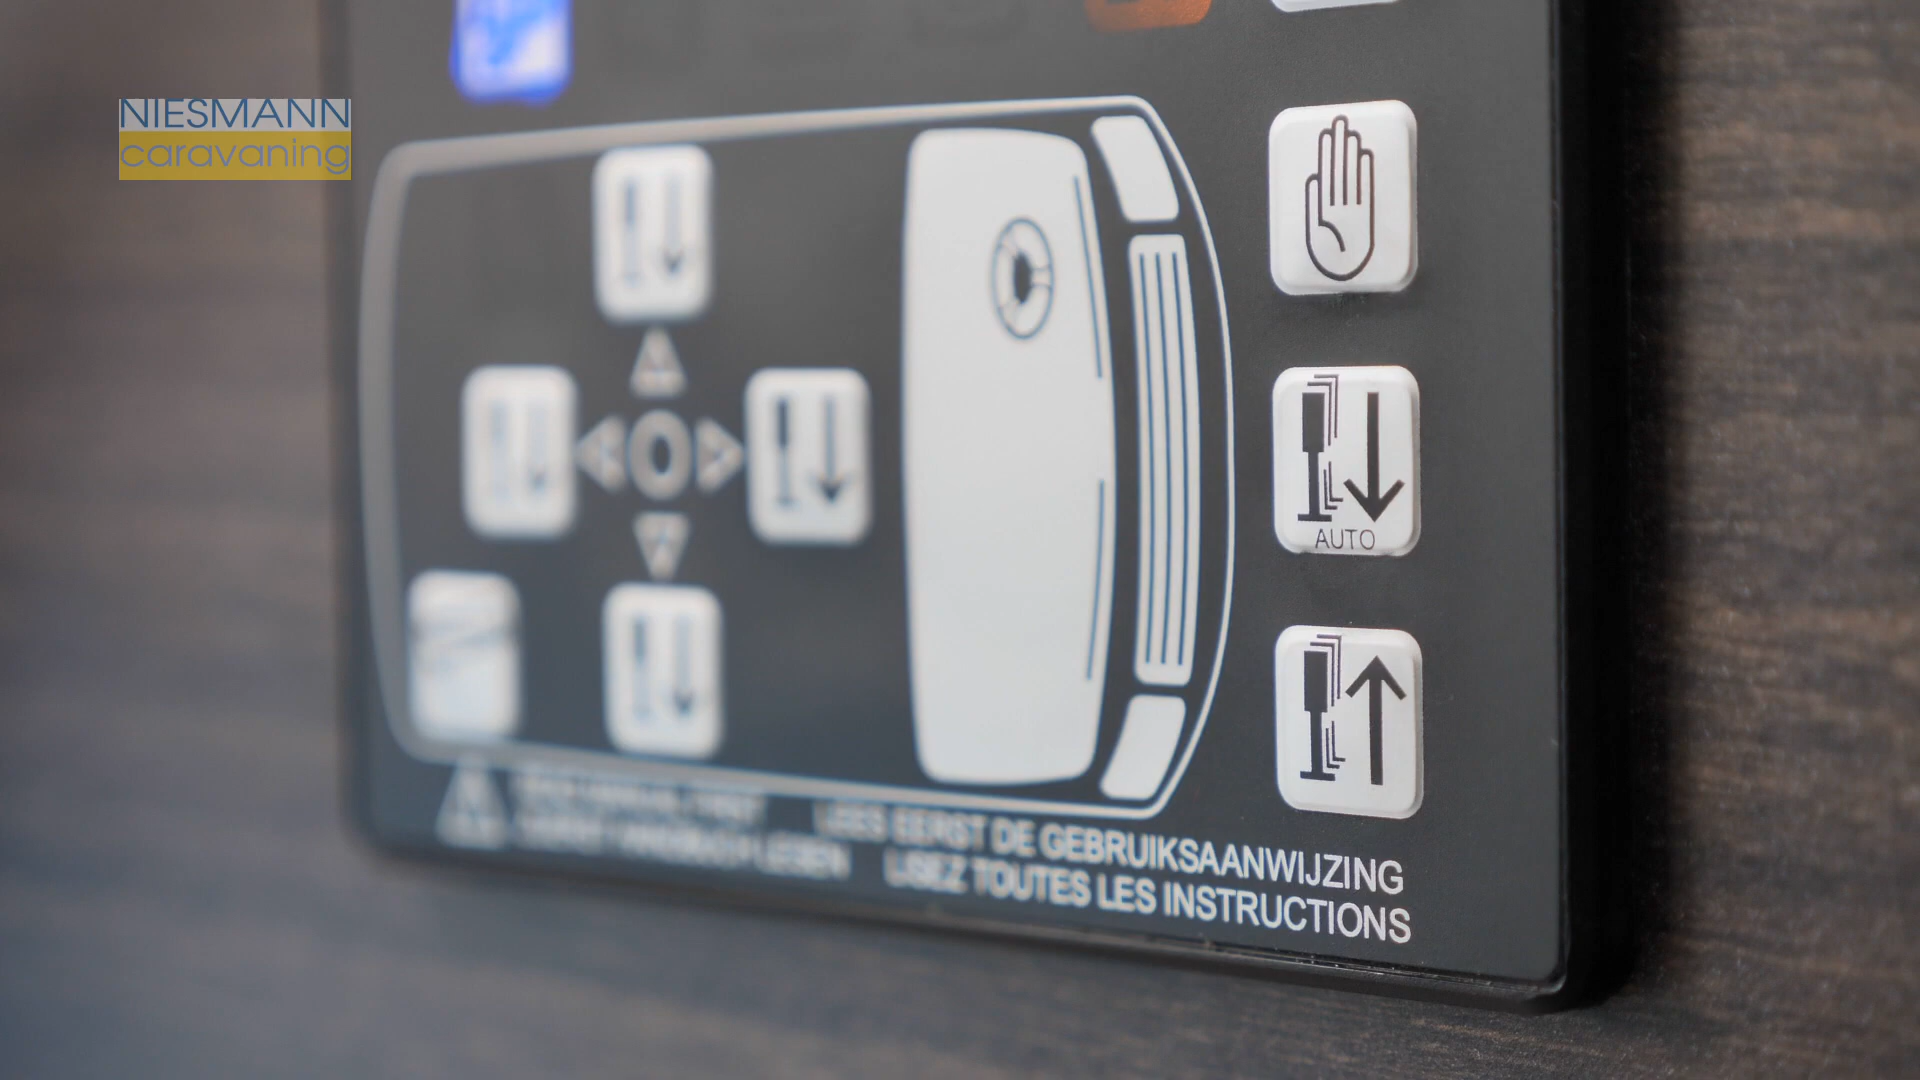 NIESMANN
caravaning
AUTO
LEES EERST DE GEBRUIKSAANWIJZING
LISEZ TOUTES LES INSTRUCTIONS